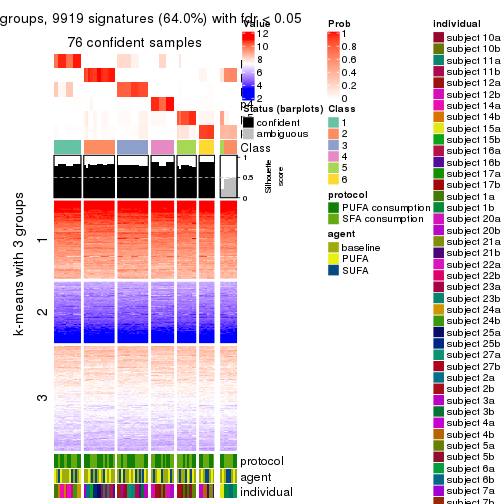 groups, 9919 signatures (64.0%) with fdr < 0.05
76 confident samples
k-means with 3 groups
1
2
3
Class
1
0.5
0
Silhouette
score
protocol
agent
individual
Value
12
10
8
6
4
2
Prob
1
0.8
0.6
0.4
0.2
0
Status (barplots)
confident
ambiguous
Class
1
2
3
4
5
6
protocol
PUFA consumption
SFA consumption
agent
baseline
PUFA
SUFA
individual
subject 10a
subject 10b
subject 11a
subject 11b
subject 12a
subject 12b
subject 14a
subject 14b
subject 15a
subject 15b
subject 16a
subject 16b
subject 17a
subject 17b
subject 1a
subject 1b
subject 20a
subject 20b
subject 21a
subject 21b
subject 22a
subject 22b
subject 23a
subject 23b
subject 24a
subject 24b
subject 25a
subject 25b
subject 27a
subject 27b
subject 2a
subject 2b
subject 3a
subject 3b
subject 4a
subject 4b
subject 5a
subject 5b
subject 6a
subject 6b
subject 7a
subject 7b